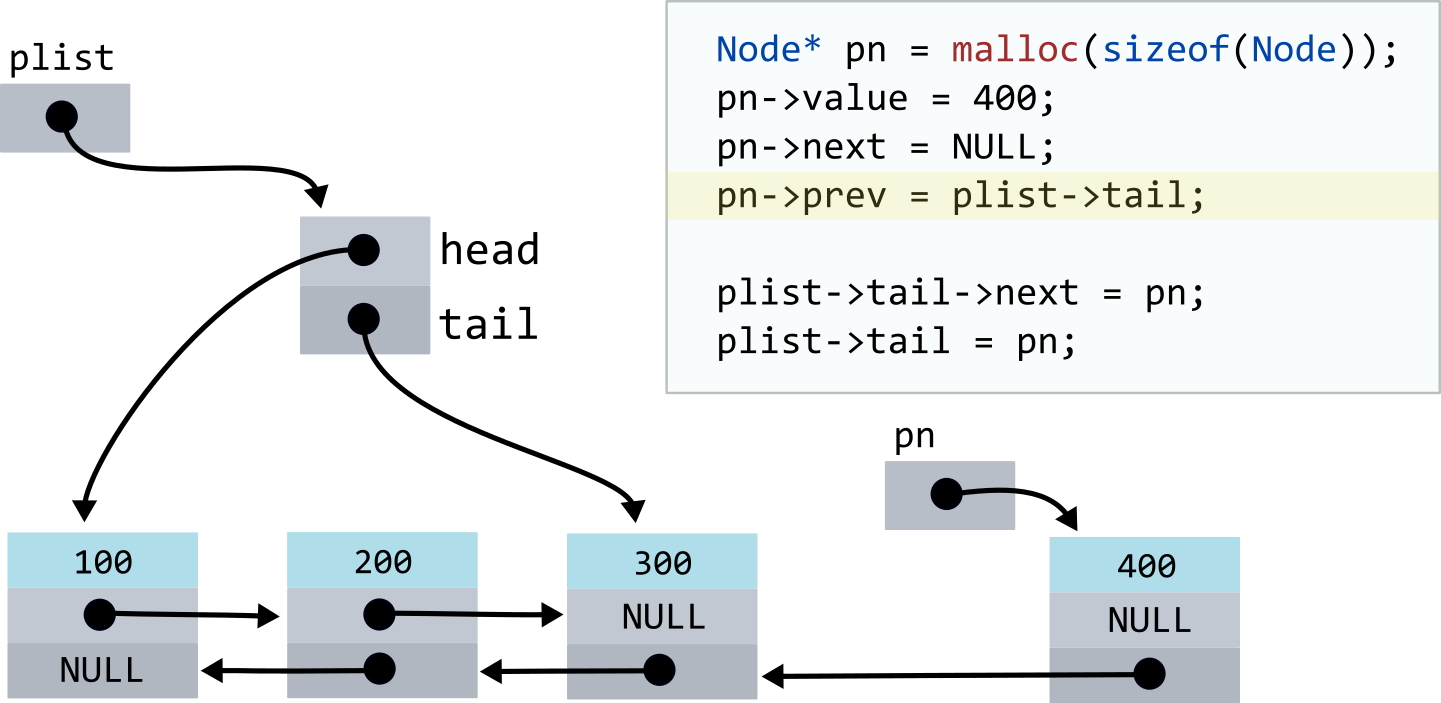 plist
Node* pn = malloc(sizeof(Node));
pn->value = 400;
pn->next = NULL;
pn->prev = plist->tail;
plist->tail->next = pn;
plist->tail = pn;
head
tail
pn
100
200
300
400
NULL
NULL
NULL